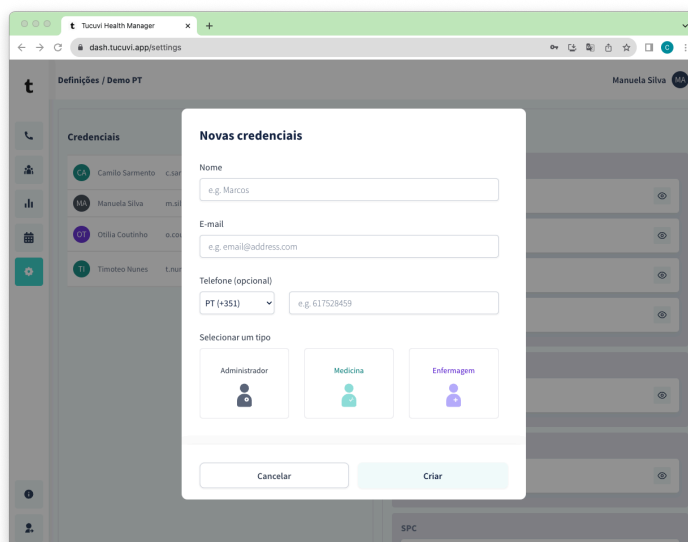 t Tucuvi Health Manager
dash.tucuvi.app/settings
C
t
Definições / Demo PT
Manuela Silva MA
Credenciais
CA Camilo Sarmento
MA Manuela Silva
OT Otilia Coutinho
TI Timoteo Nunes
Novas credenciais
Nome
e.g. Marcos
E-mail
e.g. email@address.com
Telefone (opcional)
PT (+351) e.g. 617528459
Selecionar um tipo
Administrador Medicina Enfermagem
Cancelar Criar
SPC